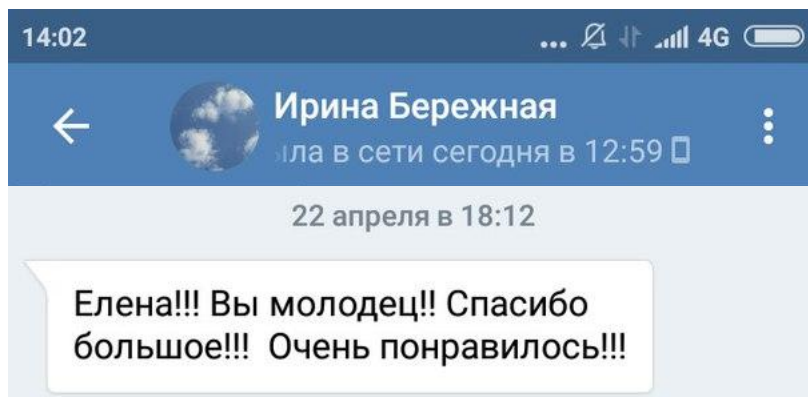 14:02 ... 4G
Ирина Бережная
ыла в сети сегодня в 12:59
22 апреля в 18:12
Елена!!! Вы молодец!! Спасибо
большое!!! Очень понравилось!!!